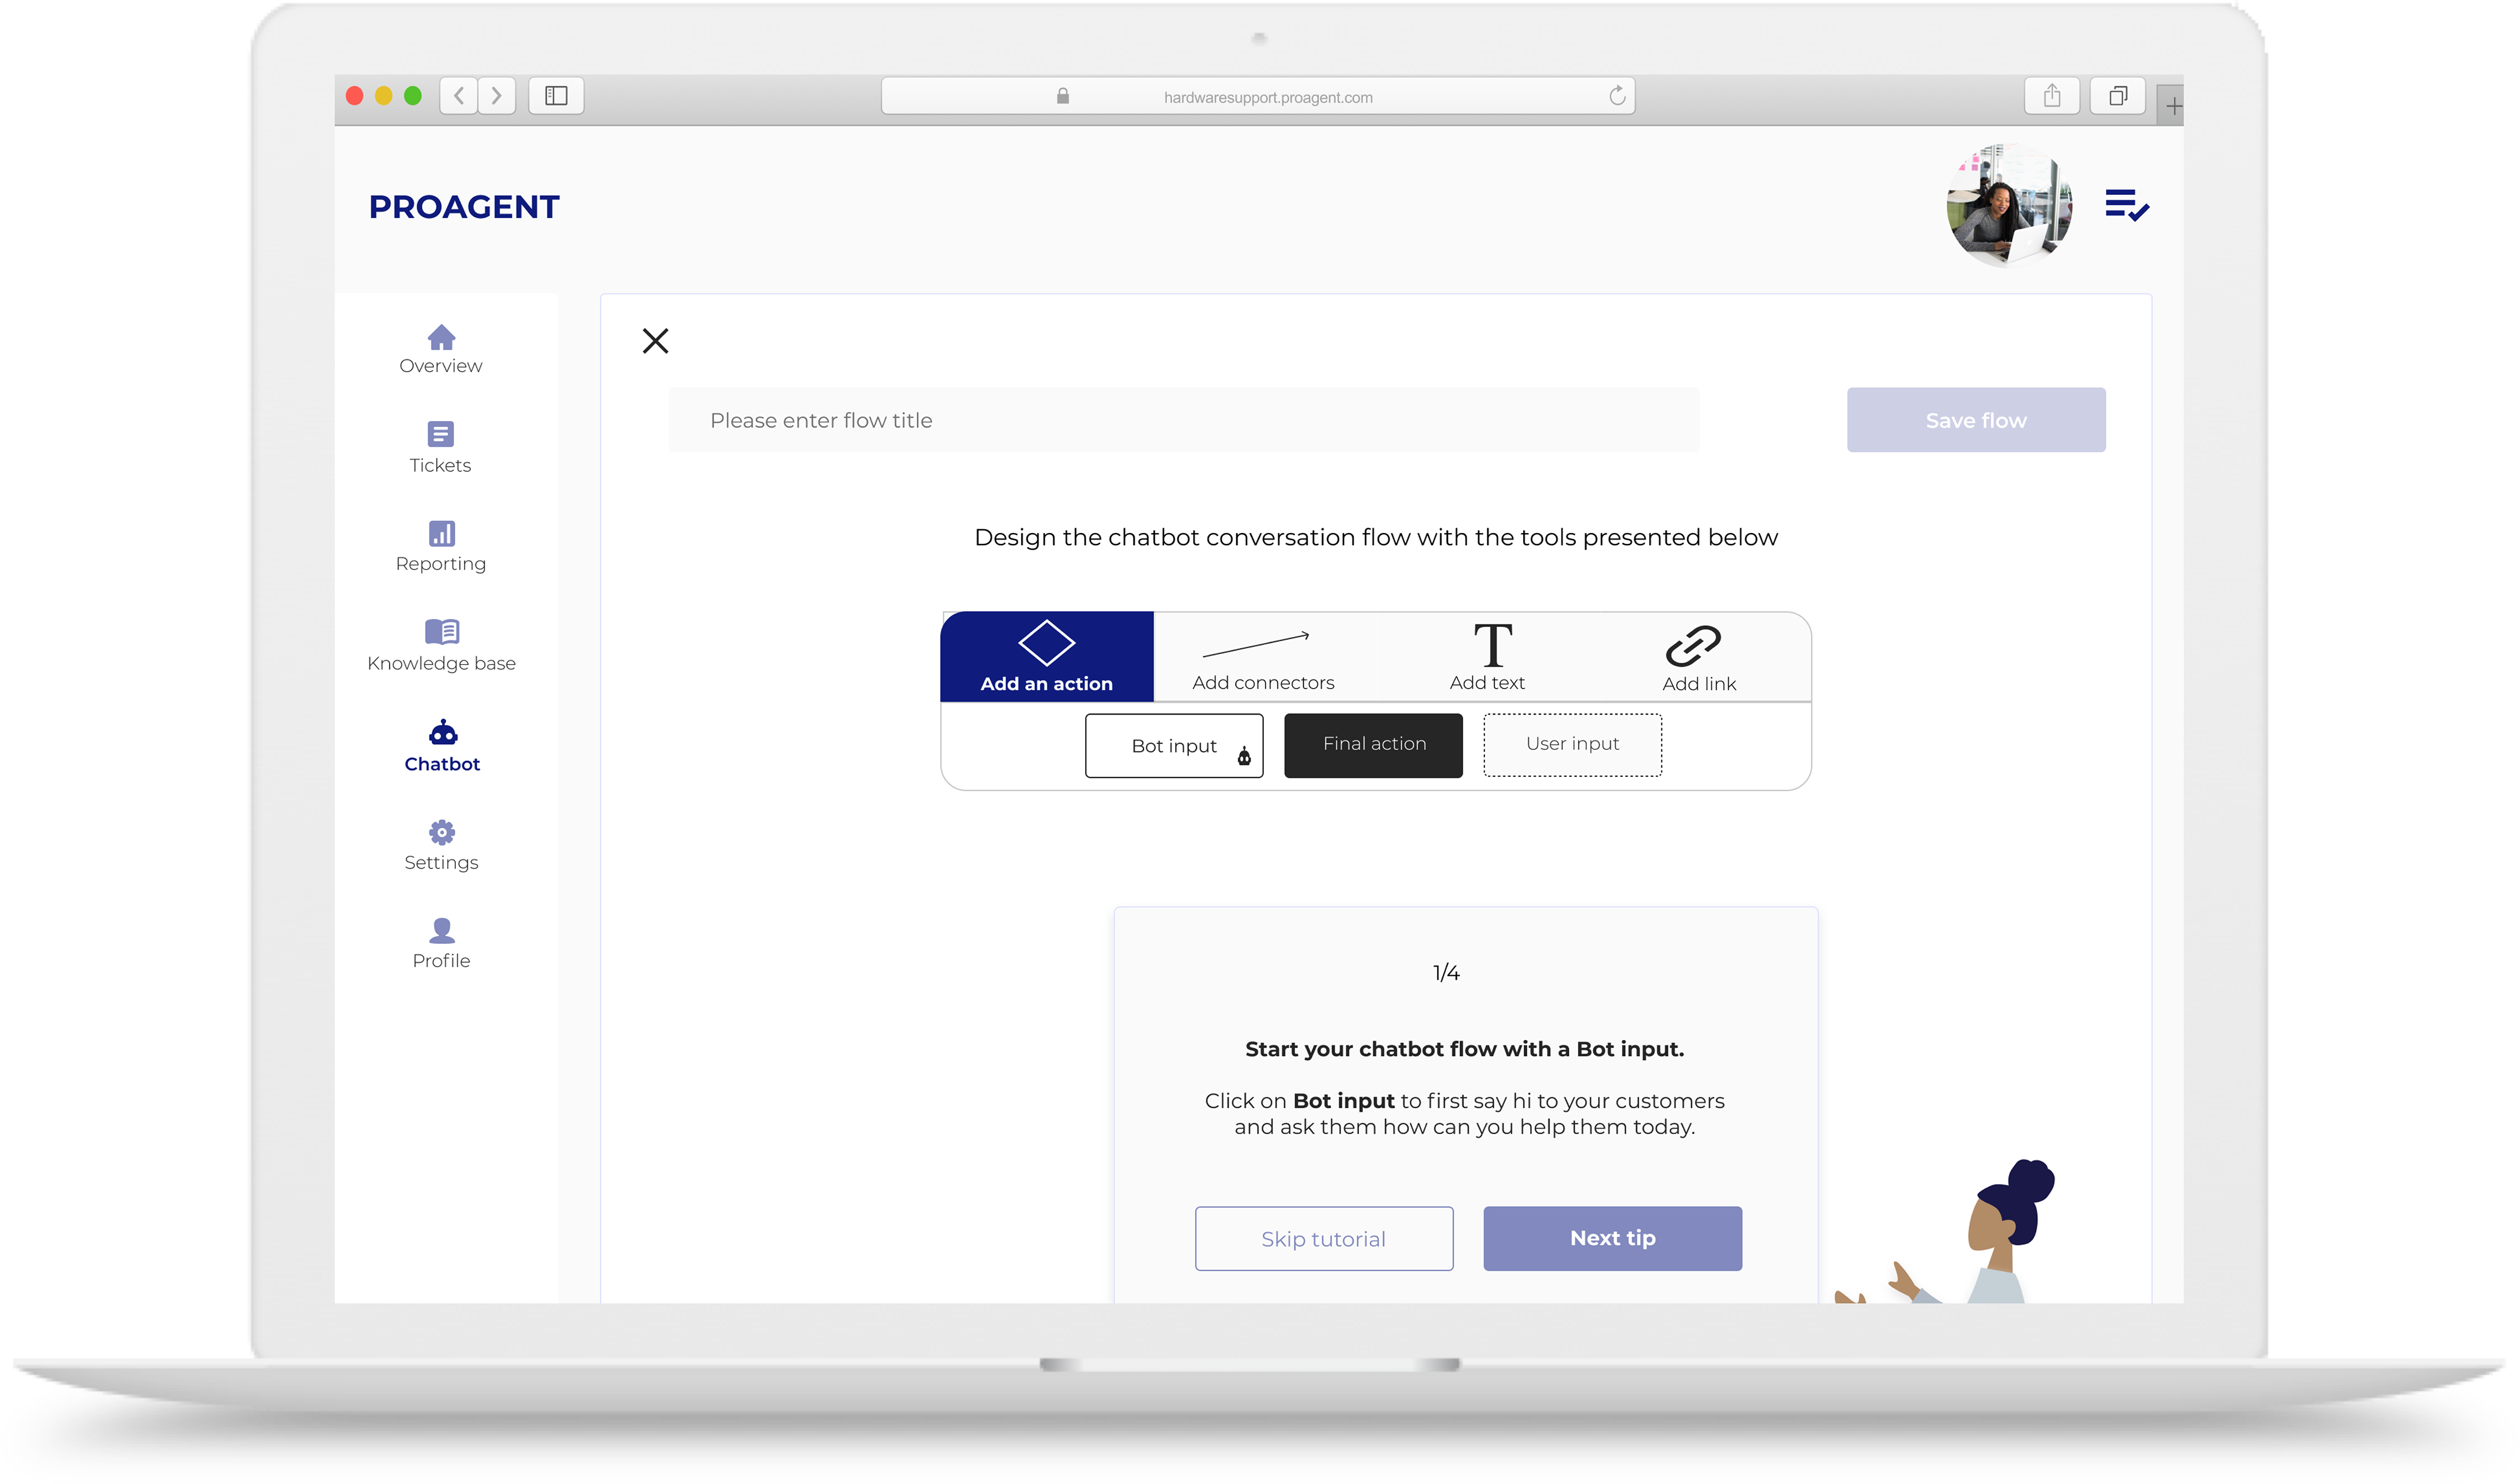 hardwaresupport.proagent.com
PROAGENT
Overview
Tickets
Reporting
Knowledge base
Chatbot
Settings
Profile
Please enter flow title
Save flow
Design the chatbot conversation flow with the tools presented below
Add an action
Add connectors
T
Add text
Add link
Bot input
Final action
User input
1/4
Start your chatbot flow with a Bot input.
Click on Bot input to first say hi to your customers
and ask them how can you help them today.
Skip tutorial
Next tip